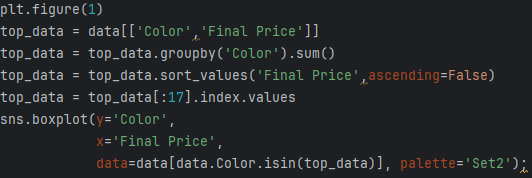 plt.figure(1)
top_data = data[['Color','Final Price']]
top_data = top_data.groupby('Color').sum()
top_data = top_data.sort_values('Final Price',ascending=False)
top_data = top_data[:17].index.values
sns.boxplot(y='Color',
            x='Final Price',
            data=data[data.Color.isin(top_data)], palette='Set2');